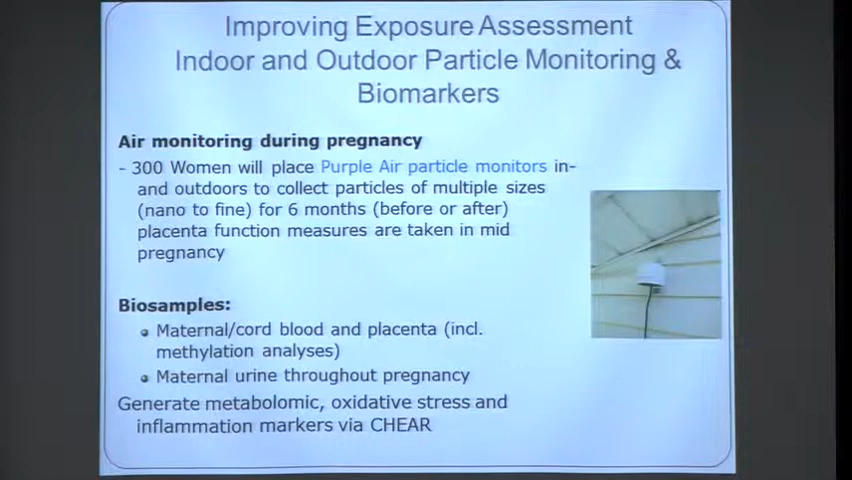 Improving Exposure Assessment
Indoor and Outdoor Particle Monitoring &
Biomarkers
Air monitoring during pregnancy
- 300 Women will place Purple Air particle monitors in-
and outdoors to collect particles of multiple sizes
(nano to fine) for 6 months (before or after)
placenta function measures are taken in mid
pregnancy
Biosamples:
Maternal/cord blood and placenta (incl.
methylation analyses)
Maternal urine throughout pregnancy
Generate metabolomic, oxidative stress and
inflammation markers via CHEAR